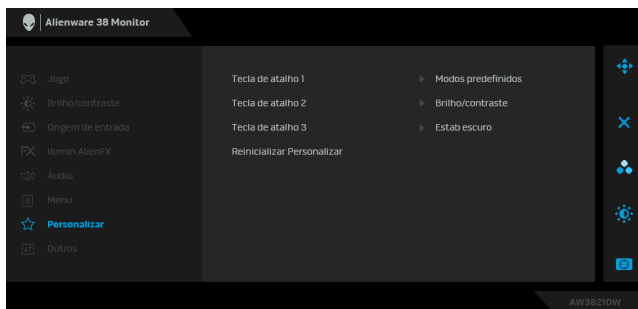 Alienware 38 Monitor
Jogo
Brilho/contraste
Origem de entrada
FX Ilumin AlienFX
Áudio
Menu
Personalizar
Outros
Tecla de atalho 1 Modos predefinidos
Tecla de atalho 2 Brilho/contraste
Tecla de atalho 3 Estab escuro
Reinicializar Personalizar
AW3821DW